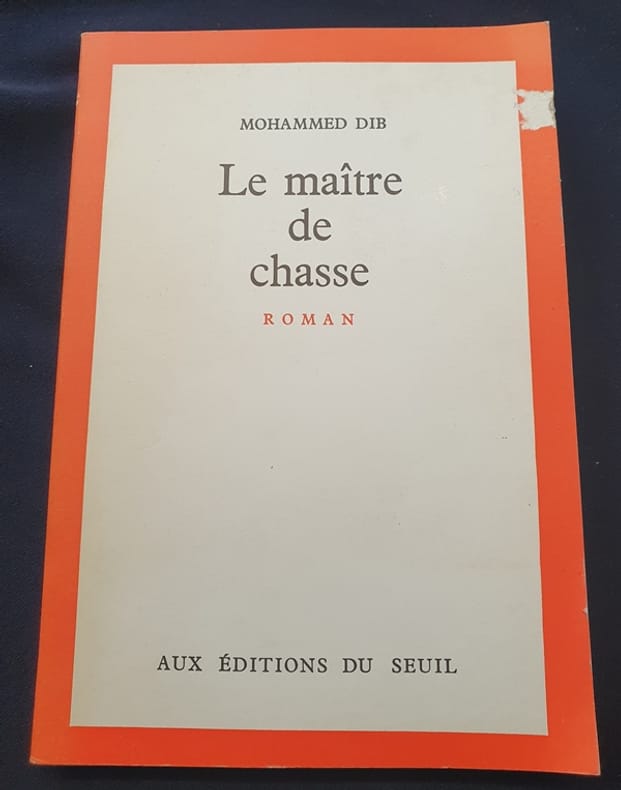 MOHAMMED DIB
Le maître
de
chasse
ROMAN
AUX ÉDITIONS DU SEUIL